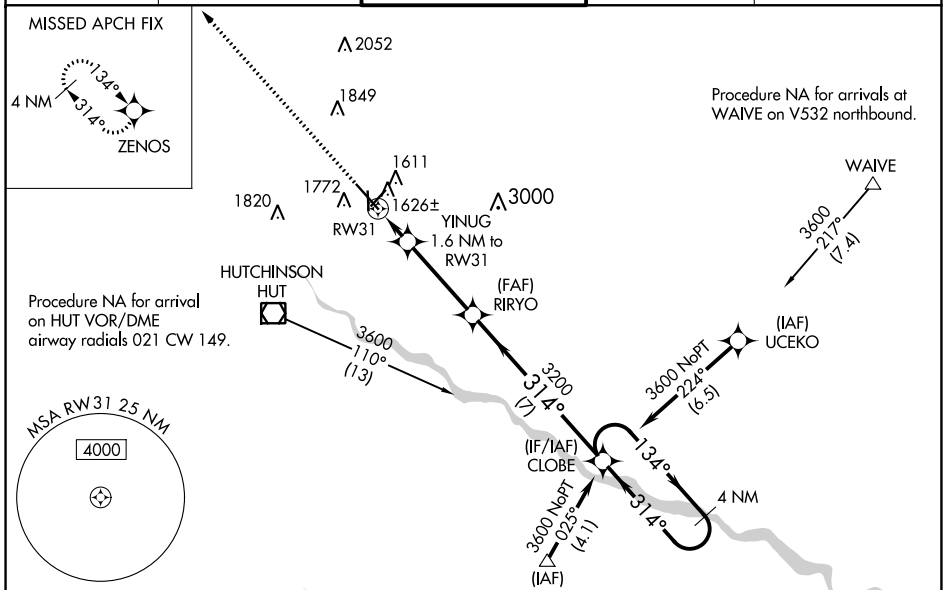 MISSED APCH FIX
134°
4 NM
314°
ZENOS
2052
1849
Procedure NA for arrivals at
WAIVE on V532 northbound.
WAIVE
3600
217°
(7.4)
1611
1772
1820
1626±
3000
RW31
YINUG
1.6 NM to
RW31
HUTCHINSON
HUT
(FAF)
RIRYO
Procedure NA for arrival
on HUT VOR/DME
airway radials 021 CW 149.
3600
110°
(13)
(IAF)
UCEKO
3600 NoPT
224°
(6.5)
3200
314°
(7)
MSA RW31 25 NM
4000
(IF/IAF)
CLOBE
134°
4 NM
314°
3600 NoPT
025°
(4.1)
(IAF)